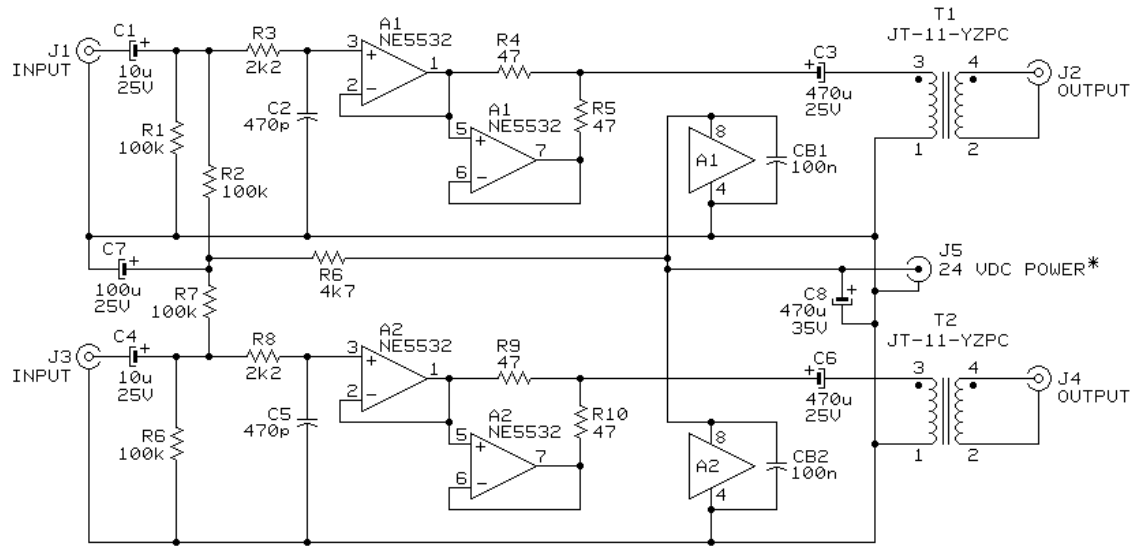 J1
INPUT
C1
+
10u
25V
R1
100k
R2
100k
R3
2k2
C2
470p
A1
NE5532
3
+
2
−
1
R4
47
A1
NE5532
5
+
6
−
7
R5
47
A1
8
4
CB1
100n
C3
+
470u
25V
T1
JT-11-YZPC
3
4
1
2
J2
OUTPUT
C7
+
100u
25V
R6
4k7
R7
100k
J5
24 VDC POWER*
C8
+
470u
35V
J3
INPUT
C4
+
10u
25V
R6
100k
R8
2k2
C5
470p
A2
NE5532
3
+
2
−
1
R9
47
A2
NE5532
5
+
6
−
7
R10
47
A2
8
4
CB2
100n
C6
+
470u
25V
T2
JT-11-YZPC
3
4
1
2
J4
OUTPUT